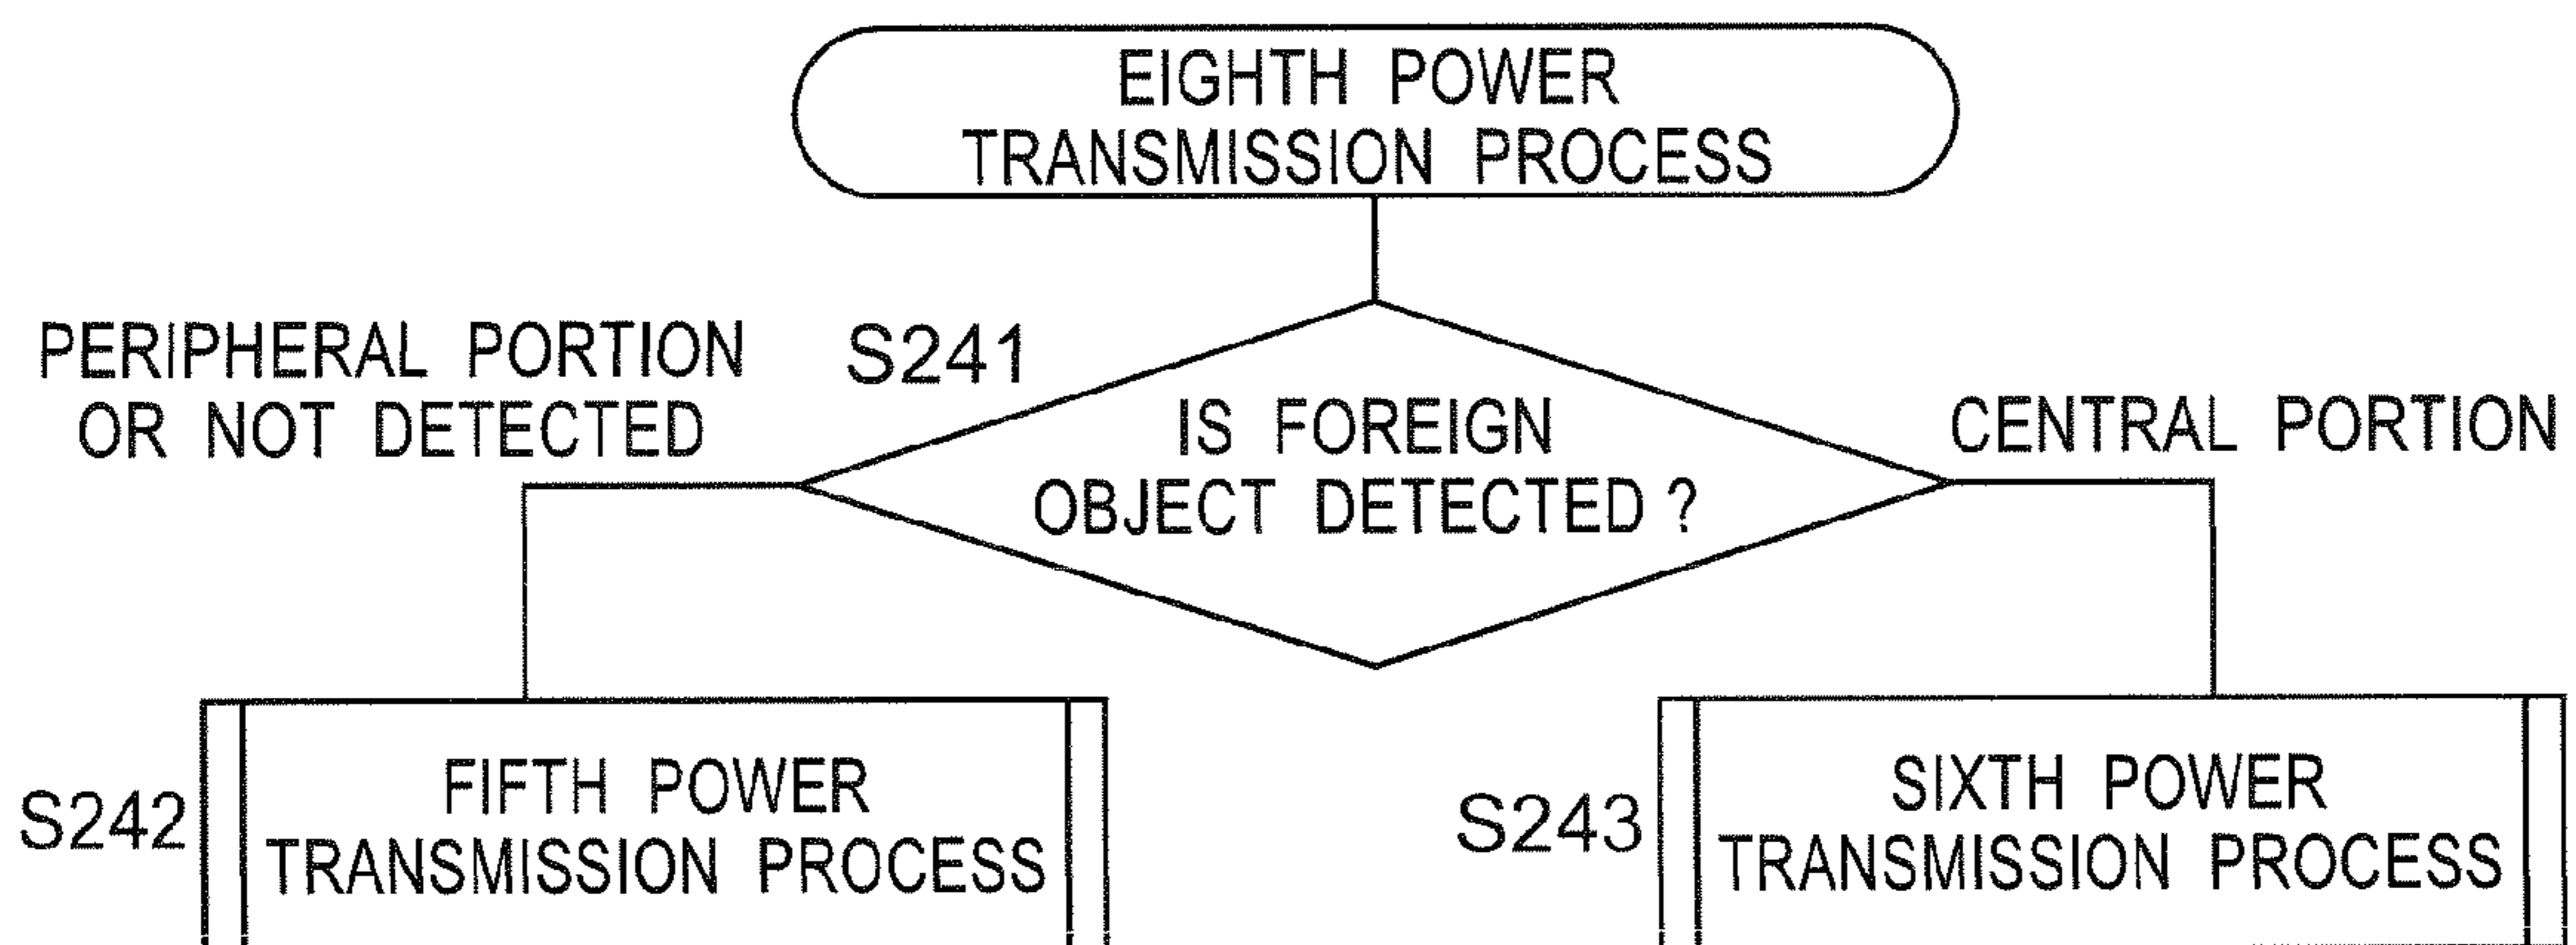 EIGHTH POWER
TRANSMISSION PROCESS
PERIPHERAL PORTION
OR NOT DETECTED
S241
IS FOREIGN
OBJECT DETECTED ?
CENTRAL PORTION
S242
FIFTH POWER
TRANSMISSION PROCESS
S243
SIXTH POWER
TRANSMISSION PROCESS